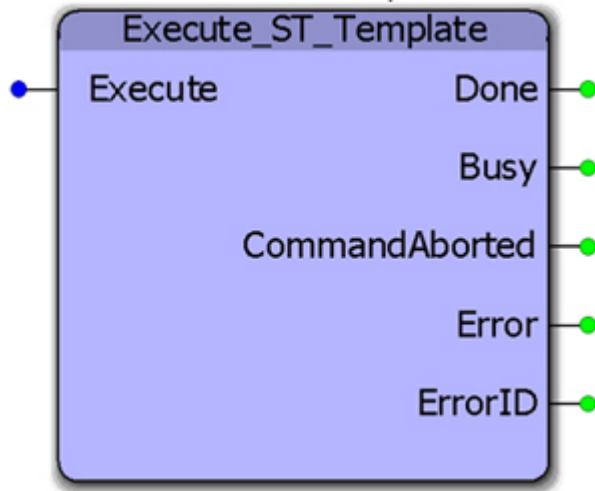 Execute_ST_Template
Execute Done
Busy
CommandAborted
Error
ErrorID